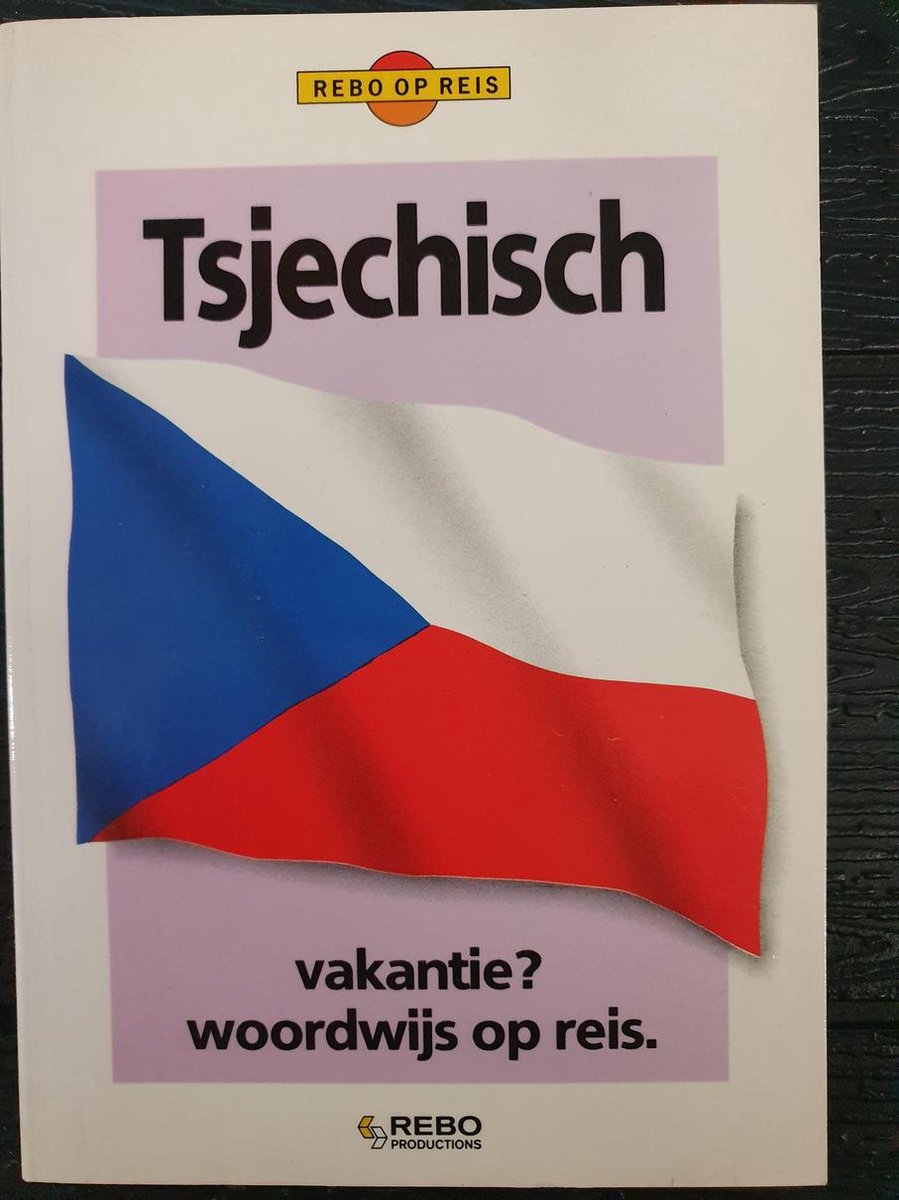 REBO OP REIS
Tsjechisch
vakantie?
woordwijs op reis.
REBO
PRODUCTIONS